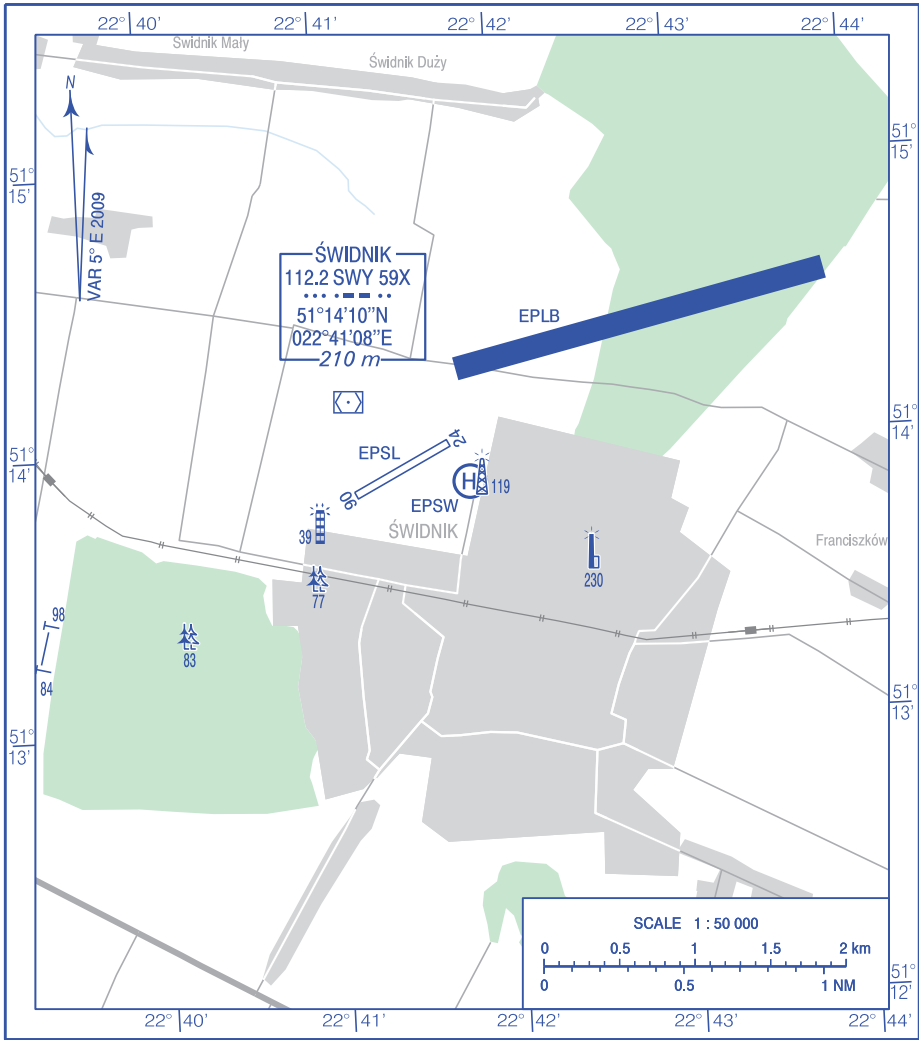 22° 40' 22° 41' 22° 42' 22° 43' 22° 44'
Świdnik Mały
Świdnik Duży
N
51°
15'
51°
15'
VAR 5° E 2009
ŚWIDNIK
112.2 SWY 59X
51°14'10"N
022°41'08"E
210 m
EPLB
51°
14'
51°
14'
EPSL
24
06
H
119
EPSW
ŚWIDNIK
39
Franciszków
230
77
98
83
84
51°
13'
51°
13'
SCALE 1 : 50 000
0 0.5 1 1.5 2 km
0 0.5 1 NM
51°
12'
22° 40' 22° 41' 22° 42' 22° 43' 22° 44'